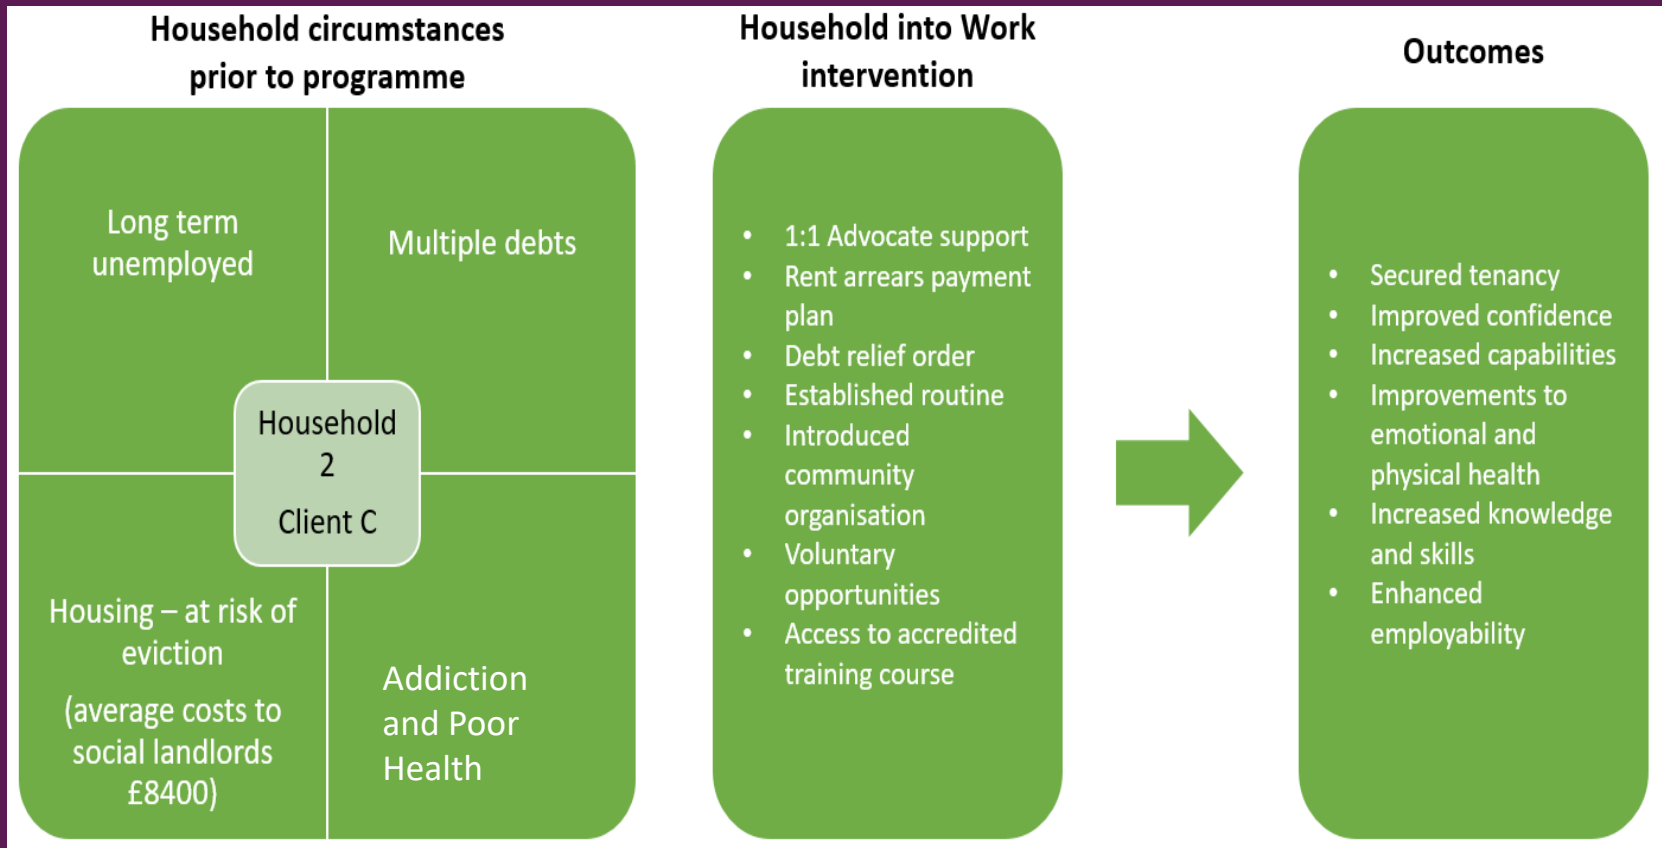 Household circumstances
prior to programme
Long term
unemployed
Multiple debts
Household
2
Client C
Housing – at risk of
eviction
(average costs to
social landlords
£8400)
Addiction
and Poor
Health
Household into Work
intervention
• 1:1 Advocate support
• Rent arrears payment
plan
• Debt relief order
• Established routine
• Introduced
community
organisation
• Voluntary
opportunities
• Access to accredited
training course
Outcomes
• Secured tenancy
• Improved confidence
• Increased capabilities
• Improvements to
emotional and
physical health
• Increased knowledge
and skills
• Enhanced
employability